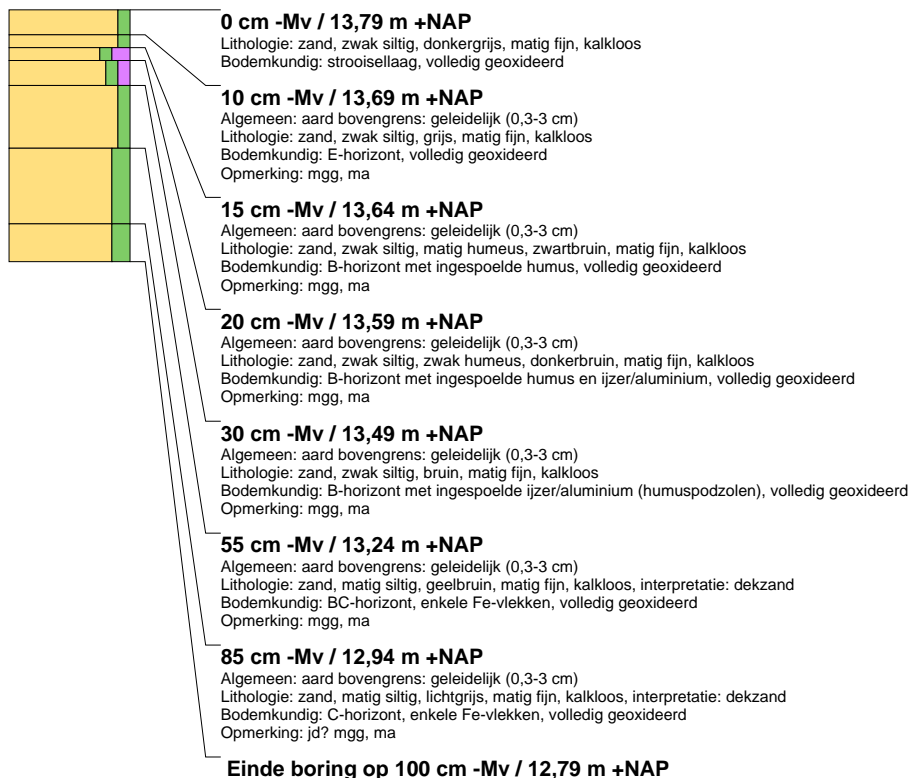 0 cm -Mv / 13,79 m +NAP
Lithologie: zand, zwak siltig, donkergrijs, matig fijn, kalkloos
Bodemkundig: strooisellaag, volledig geoxideerd
10 cm -Mv / 13,69 m +NAP
Algemeen: aard bovengrens: geleidelijk (0,3-3 cm)
Lithologie: zand, zwak siltig, grijs, matig fijn, kalkloos
Bodemkundig: E-horizont, volledig geoxideerd
Opmerking: mgg, ma
15 cm -Mv / 13,64 m +NAP
Algemeen: aard bovengrens: geleidelijk (0,3-3 cm)
Lithologie: zand, zwak siltig, matig humeus, zwartbruin, matig fijn, kalkloos
Bodemkundig: B-horizont met ingespoelde humus, volledig geoxideerd
Opmerking: mgg, ma
20 cm -Mv / 13,59 m +NAP
Algemeen: aard bovengrens: geleidelijk (0,3-3 cm)
Lithologie: zand, zwak siltig, zwak humeus, donkerbruin, matig fijn, kalkloos
Bodemkundig: B-horizont met ingespoelde humus en ijzer/aluminium, volledig geoxideerd
Opmerking: mgg, ma
30 cm -Mv / 13,49 m +NAP
Algemeen: aard bovengrens: geleidelijk (0,3-3 cm)
Lithologie: zand, zwak siltig, bruin, matig fijn, kalkloos
Bodemkundig: B-horizont met ingespoelde ijzer/aluminium (humuspodzolen), volledig geoxideerd
Opmerking: mgg, ma
55 cm -Mv / 13,24 m +NAP
Algemeen: aard bovengrens: geleidelijk (0,3-3 cm)
Lithologie: zand, matig siltig, geelbruin, matig fijn, kalkloos, interpretatie: dekzand
Bodemkundig: BC-horizont, enkele Fe-vlekken, volledig geoxideerd
Opmerking: mgg, ma
85 cm -Mv / 12,94 m +NAP
Algemeen: aard bovengrens: geleidelijk (0,3-3 cm)
Lithologie: zand, matig siltig, lichtgrijs, matig fijn, kalkloos, interpretatie: dekzand
Bodemkundig: C-horizont, enkele Fe-vlekken, volledig geoxideerd
Opmerking: jd? mgg, ma
Einde boring op 100 cm -Mv / 12,79 m +NAP